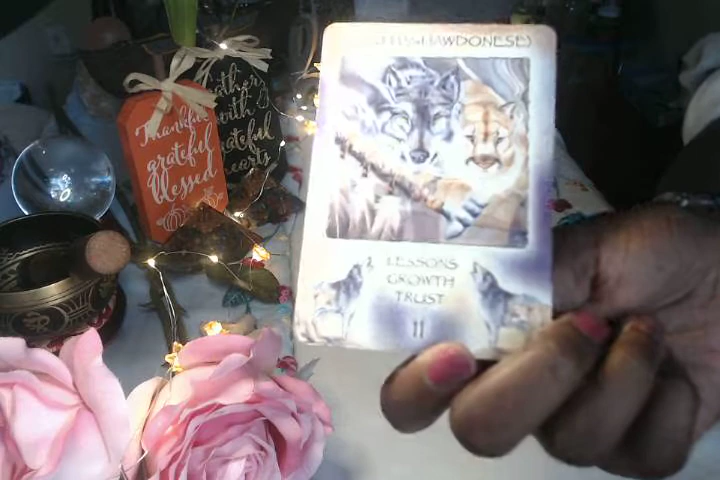 Thankful
grateful
blessed
gather
with
grateful
hearts
LESSONS
GROWTH
TRUST
11